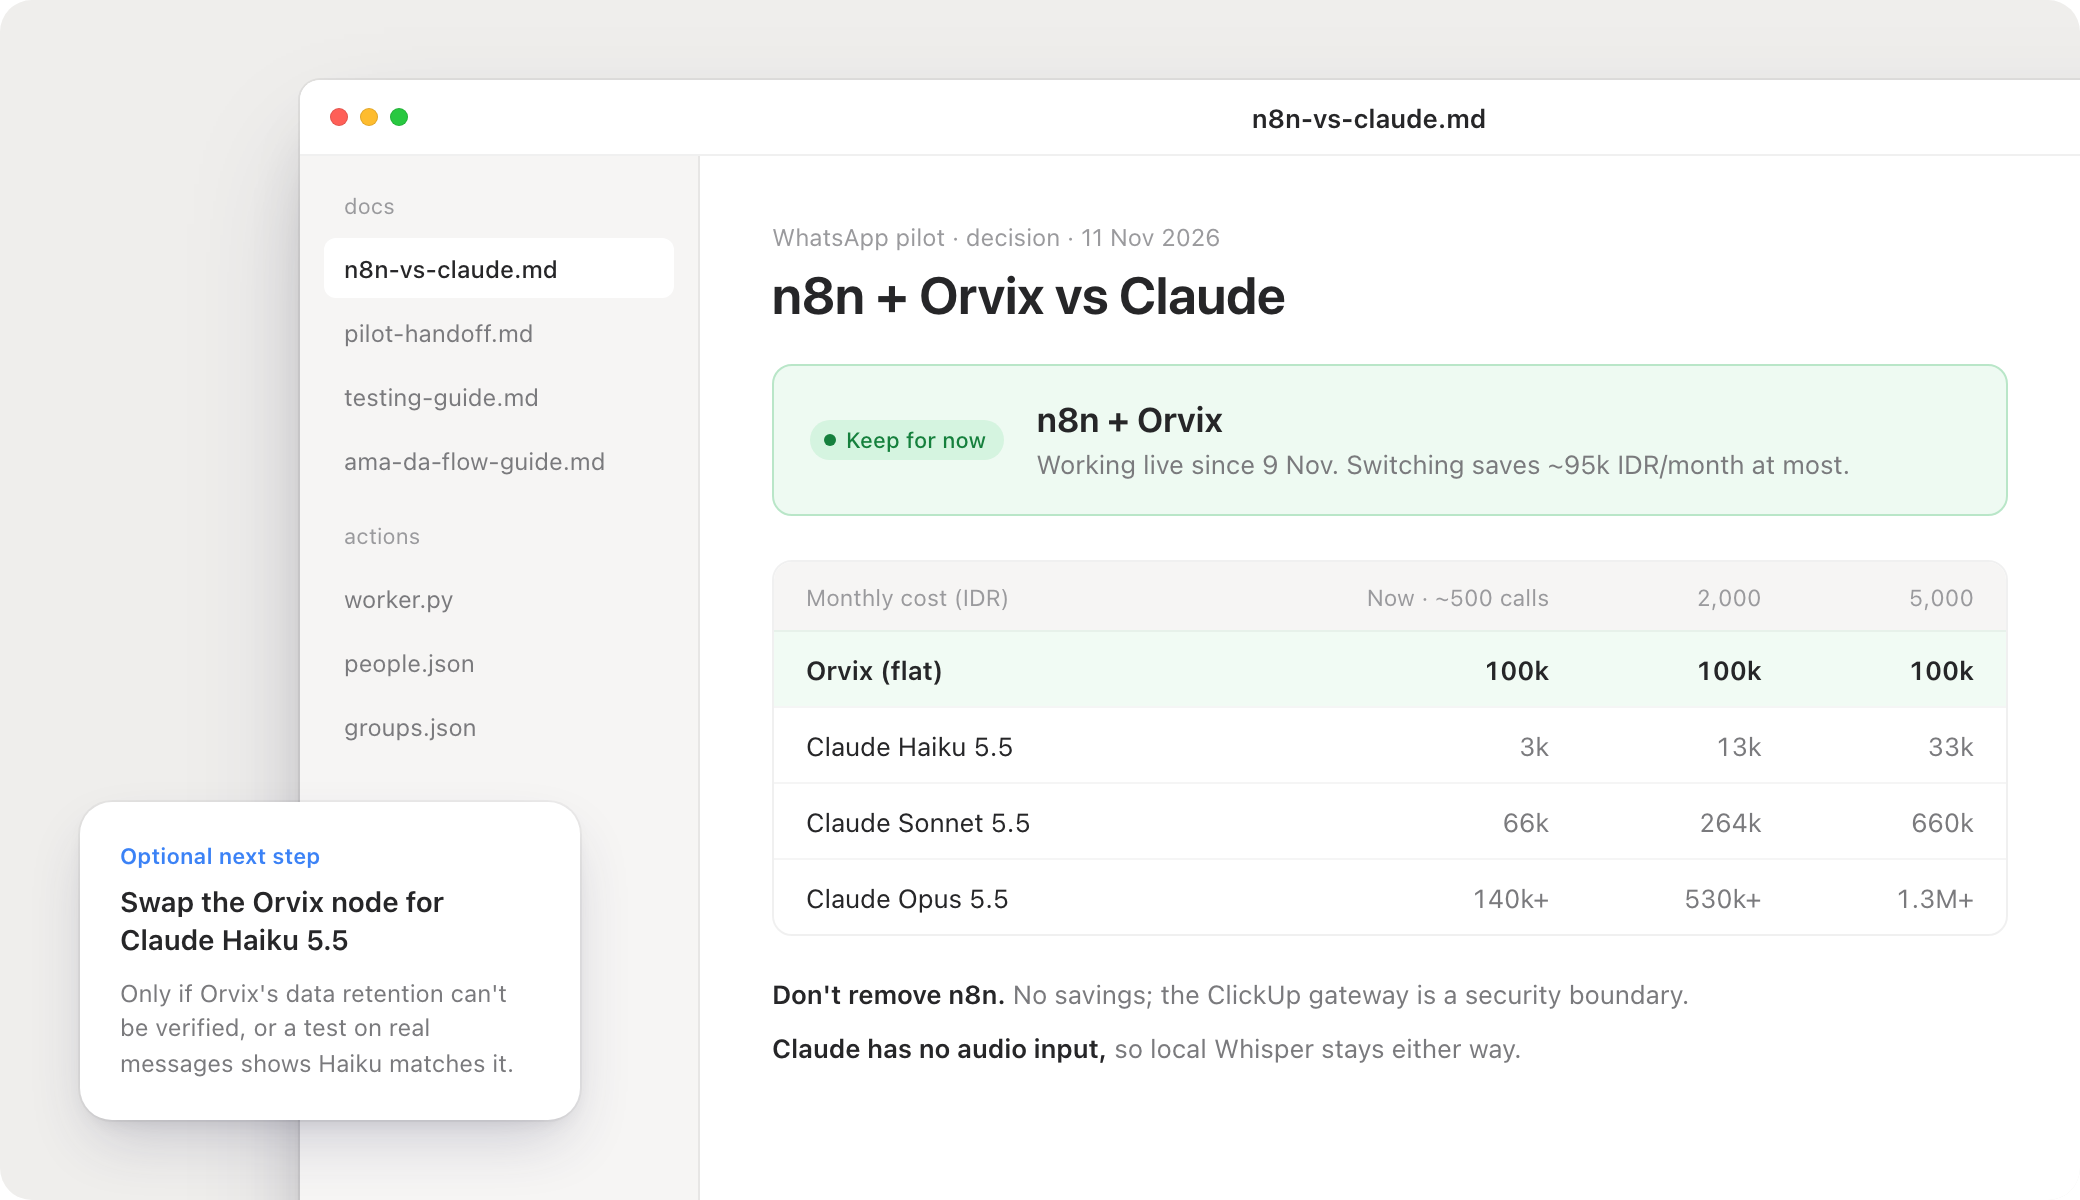 n8n-vs-claude.md
docs
n8n-vs-claude.md
pilot-handoff.md
testing-guide.md
ama-da-flow-guide.md
actions
worker.py
people.json
groups.json
WhatsApp pilot · decision · 11 Nov 2026
n8n + Orvix vs Claude
Keep for now
n8n + Orvix
Working live since 9 Nov. Switching saves ~95k IDR/month at most.
Monthly cost (IDR) Now · ~500 calls 2,000 5,000
Orvix (flat) 100k 100k 100k
Claude Haiku 5.5 3k 13k 33k
Claude Sonnet 5.5 66k 264k 660k
Claude Opus 5.5 140k+ 530k+ 1.3M+
Don't remove n8n. No savings; the ClickUp gateway is a security boundary.
Claude has no audio input, so local Whisper stays either way.
Optional next step
Swap the Orvix node for
Claude Haiku 5.5
Only if Orvix's data retention can't
be verified, or a test on real
messages shows Haiku matches it.